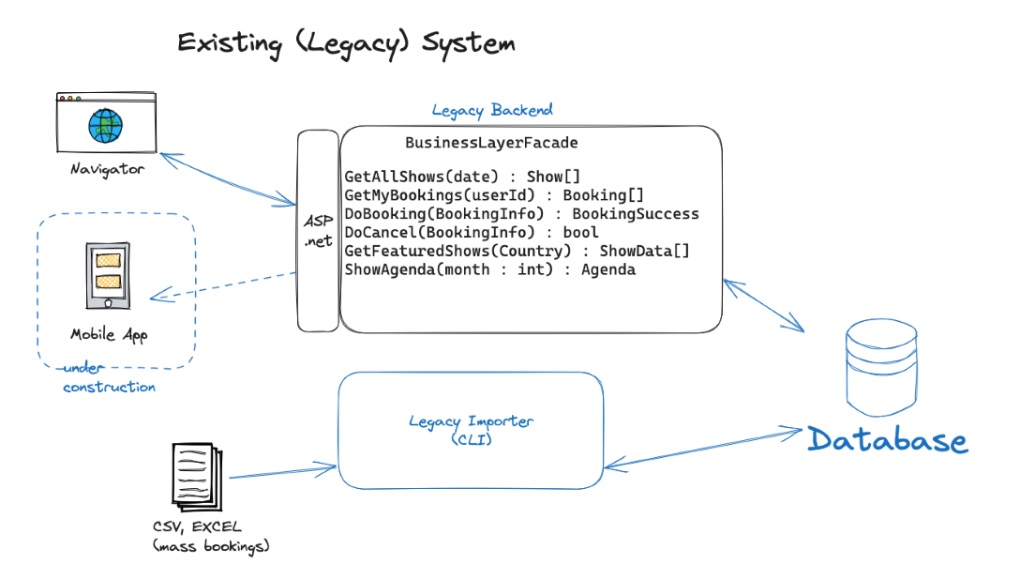 Existing (Legacy) System
Legacy Backend
Navigator
BusinessLayerFacade
GetAllShows(date) : Show[]
GetMyBookings(userId) : Booking[]
DoBooking(BookingInfo) : BookingSuccess
DoCancel(BookingInfo) : bool
GetFeaturedShows(Country) : ShowData[]
ShowAgenda(month : int) : Agenda
ASP
.net
Mobile App
under
construction
Legacy Importer
(CLI)
Database
CSV, EXCEL
(mass bookings)